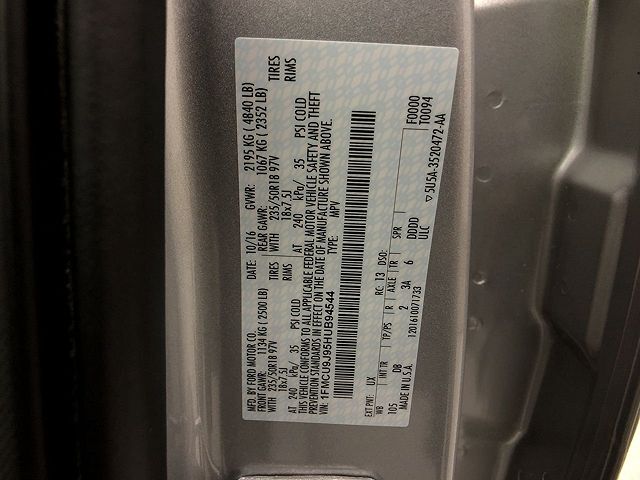 MFD. BY FORD MOTOR CO.
DATE: 10/16 GVWR: 2195 KG ( 4840 LB)
FRONT GAWR: 1134 KG ( 2500 LB) REAR GAWR: 1067 KG ( 2352 LB)
WITH 235/50R18 97V TIRES WITH 235/50R18 97V TIRES
18x7.5J RIMS 18x7.5J RIMS
AT 240 kPa/ 35 PSI COLD AT 240 kPa/ 35 PSI COLD
THIS VEHICLE CONFORMS TO ALL APPLICABLE FEDERAL MOTOR VEHICLE SAFETY AND THEFT
PREVENTION STANDARDS IN EFFECT ON THE DATE OF MANUFACTURE SHOWN ABOVE.
VIN: 1FMCU9J95HUB94544 TYPE: MPV
EXT PNT: UX RC: 13 DSO: F0000
T0094
WB INT TR TP/PS R AXLE TR SPR
105 DB 2 3A 6 DDDD
ULC
MADE IN U.S.A. 1201610071733 ▽5U5A-3520472-AA